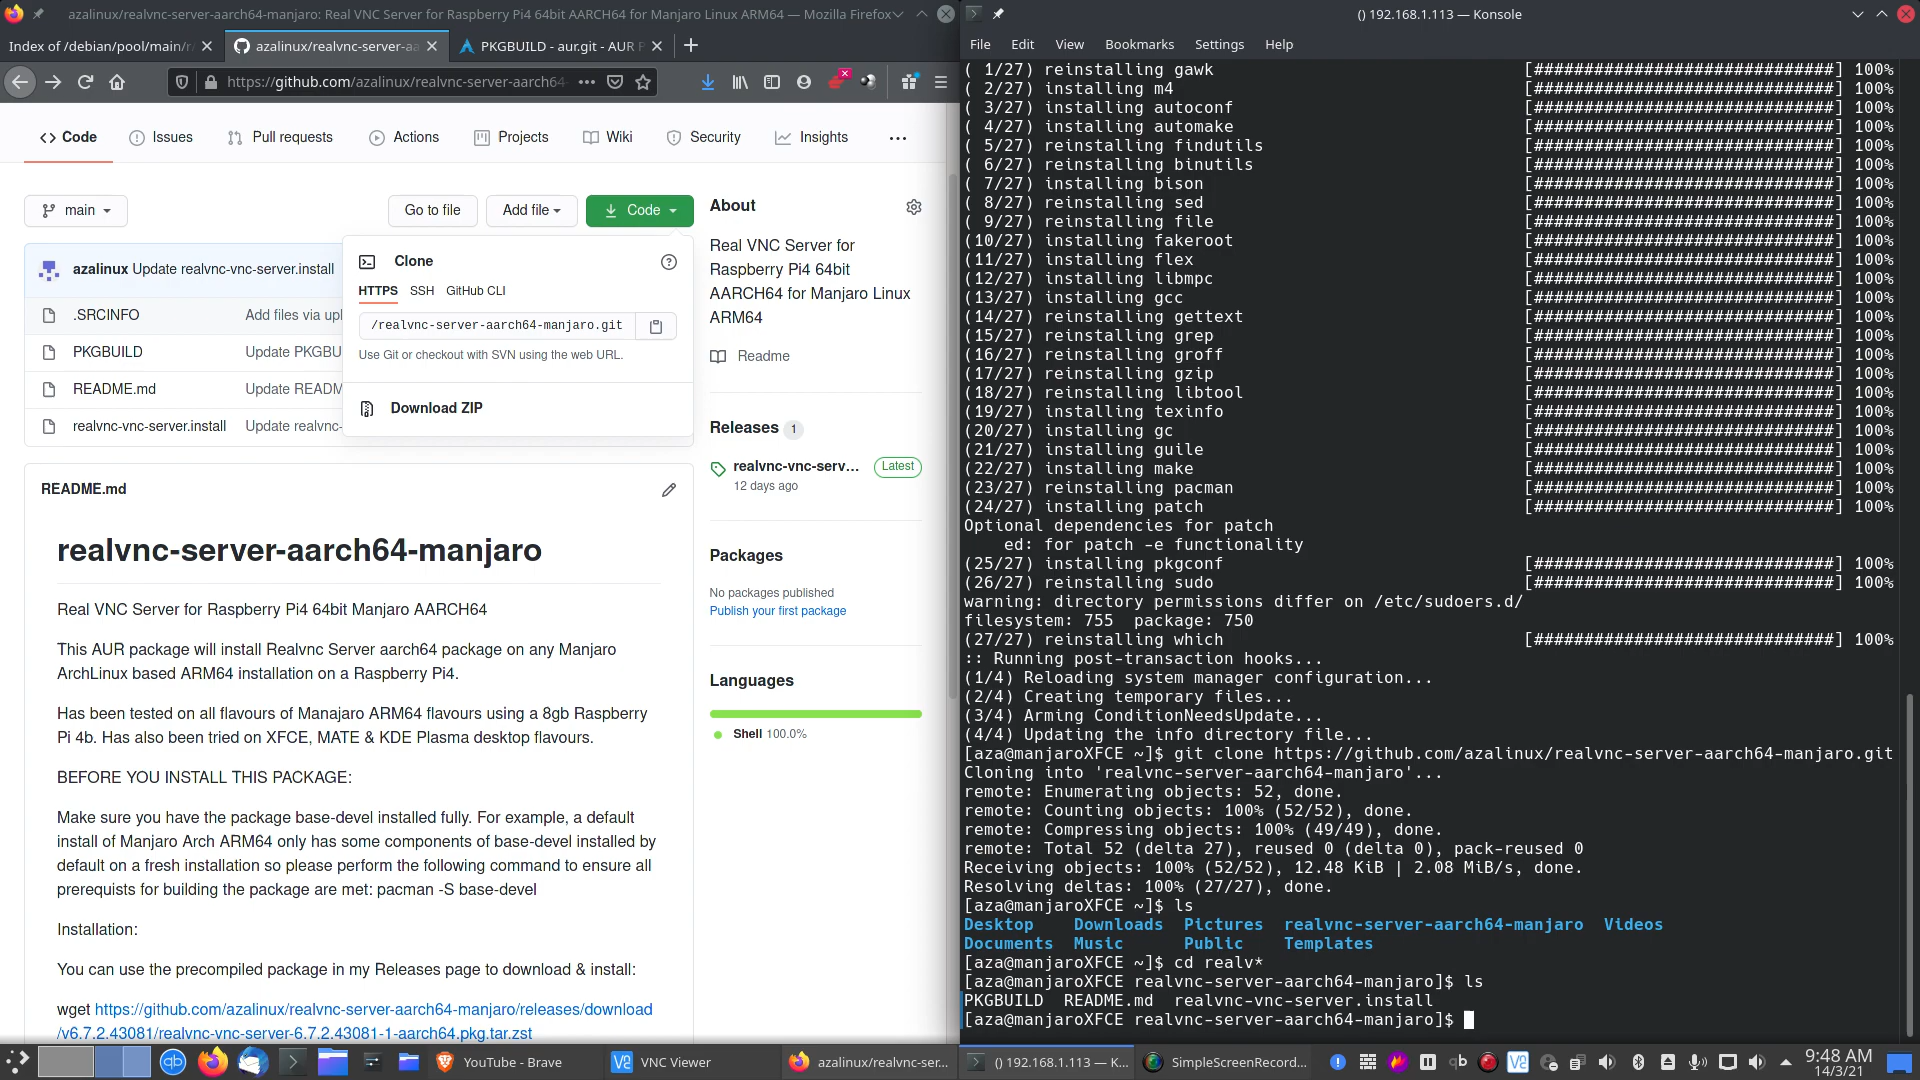 azalinux/realvnc-server-aarch64-manjaro: Real VNC Server for Raspberry Pi4 64bit AARCH64 for Manjaro Linux ARM64 — Mozilla Firefox
Index of /debian/pool/main/r
azalinux/realvnc-server-aa
PKGBUILD - aur.git - AUR P
https://github.com/azalinux/realvnc-server-aarch64-
Code
Issues
Pull requests
Actions
Projects
Wiki
Security
Insights
main
Go to file
Add file
Code
azalinux Update realvnc-vnc-server.install
.SRCINFO
Add files via upl
PKGBUILD
Update PKGBU
README.md
Update READM
realvnc-vnc-server.install
Update realvnc-
Clone
HTTPS
SSH
GitHub CLI
/realvnc-server-aarch64-manjaro.git
Use Git or checkout with SVN using the web URL.
Download ZIP
About
Real VNC Server for
Raspberry Pi4 64bit
AARCH64 for Manjaro Linux
ARM64
Readme
Releases 1
realvnc-vnc-serv...
Latest
12 days ago
Packages
No packages published
Publish your first package
Languages
Shell 100.0%
README.md
realvnc-server-aarch64-manjaro
Real VNC Server for Raspberry Pi4 64bit Manjaro AARCH64
This AUR package will install Realvnc Server aarch64 package on any Manjaro
ArchLinux based ARM64 installation on a Raspberry Pi4.
Has been tested on all flavours of Manajaro ARM64 flavours using a 8gb Raspberry
Pi 4b. Has also been tried on XFCE, MATE & KDE Plasma desktop flavours.
BEFORE YOU INSTALL THIS PACKAGE:
Make sure you have the package base-devel installed fully. For example, a default
install of Manjaro Arch ARM64 only has some components of base-devel installed by
default on a fresh installation so please perform the following command to ensure all
prerequists for building the package are met: pacman -S base-devel
Installation:
You can use the precompiled package in my Releases page to download & install:
wget https://github.com/azalinux/realvnc-server-aarch64-manjaro/releases/download
/v6.7.2.43081/realvnc-vnc-server-6.7.2.43081-1-aarch64.pkg.tar.zst
() 192.168.1.113 — Konsole
File Edit View Bookmarks Settings Help
( 1/27) reinstalling gawk [##############################] 100%
( 2/27) installing m4 [##############################] 100%
( 3/27) installing autoconf [##############################] 100%
( 4/27) installing automake [##############################] 100%
( 5/27) reinstalling findutils [##############################] 100%
( 6/27) reinstalling binutils [##############################] 100%
( 7/27) installing bison [##############################] 100%
( 8/27) reinstalling sed [##############################] 100%
( 9/27) reinstalling file [##############################] 100%
(10/27) installing fakeroot [##############################] 100%
(11/27) installing flex [##############################] 100%
(12/27) installing libmpc [##############################] 100%
(13/27) installing gcc [##############################] 100%
(14/27) reinstalling gettext [##############################] 100%
(15/27) reinstalling grep [##############################] 100%
(16/27) reinstalling groff [##############################] 100%
(17/27) reinstalling gzip [##############################] 100%
(18/27) reinstalling libtool [##############################] 100%
(19/27) installing texinfo [##############################] 100%
(20/27) installing gc [##############################] 100%
(21/27) installing guile [##############################] 100%
(22/27) installing make [##############################] 100%
(23/27) reinstalling pacman [##############################] 100%
(24/27) installing patch [##############################] 100%
Optional dependencies for patch
ed: for patch -e functionality
(25/27) installing pkgconf [##############################] 100%
(26/27) reinstalling sudo [##############################] 100%
warning: directory permissions differ on /etc/sudoers.d/
filesystem: 755 package: 750
(27/27) reinstalling which [##############################] 100%
:: Running post-transaction hooks...
(1/4) Reloading system manager configuration...
(2/4) Creating temporary files...
(3/4) Arming ConditionNeedsUpdate...
(4/4) Updating the info directory file...
[aza@manjaroXFCE ~]$ git clone https://github.com/azalinux/realvnc-server-aarch64-manjaro.git
Cloning into 'realvnc-server-aarch64-manjaro'...
remote: Enumerating objects: 52, done.
remote: Counting objects: 100% (52/52), done.
remote: Compressing objects: 100% (49/49), done.
remote: Total 52 (delta 27), reused 0 (delta 0), pack-reused 0
Receiving objects: 100% (52/52), 12.48 KiB | 2.08 MiB/s, done.
Resolving deltas: 100% (27/27), done.
[aza@manjaroXFCE ~]$ ls
Desktop Downloads Pictures realvnc-server-aarch64-manjaro Videos
Documents Music Public Templates
[aza@manjaroXFCE ~]$ cd realv*
[aza@manjaroXFCE realvnc-server-aarch64-manjaro]$ ls
PKGBUILD README.md realvnc-vnc-server.install
[aza@manjaroXFCE realvnc-server-aarch64-manjaro]$
YouTube - Brave
VNC Viewer
azalinux/realvnc-ser...
() 192.168.1.113 — K...
SimpleScreenRecord...
9:48 AM
14/3/21